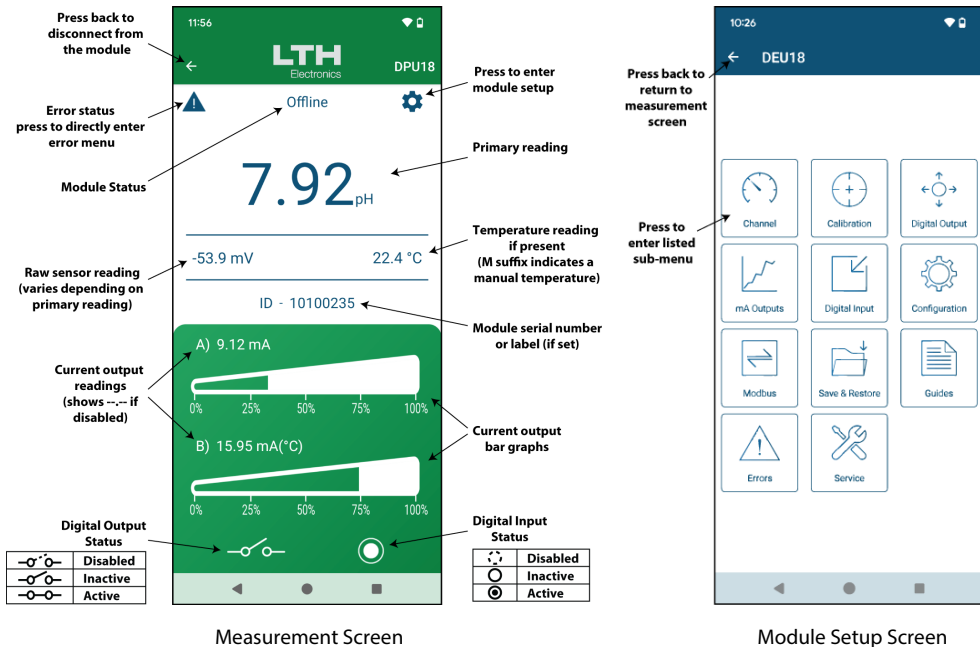 Press back to
disconnect from
the module
Error status
press to directly enter
error menu
Module Status
Raw sensor reading
(varies depending on
primary reading)
Current output
readings
(shows --.-- if
disabled)
Digital Output
Status
Disabled
Inactive
Active
11:56
LTH
Electronics
DPU18
Offline
7.92 pH
-53.9 mV
22.4 °C
ID - 10100235
A) 9.12 mA
0% 25% 50% 75% 100%
B) 15.95 mA(°C)
0% 25% 50% 75% 100%
Press to enter
module setup
Primary reading
Temperature reading
if present
(M suffix indicates a
manual temperature)
Module serial number
or label (if set)
Current output
bar graphs
Digital Input
Status
Disabled
Inactive
Active
Measurement Screen
Press back to
return to
measurement
screen
Press to
enter listed
sub-menu
10:26
DEU18
Channel
Calibration
Digital Output
mA Outputs
Digital Input
Configuration
Modbus
Save & Restore
Guides
Errors
Service
Module Setup Screen